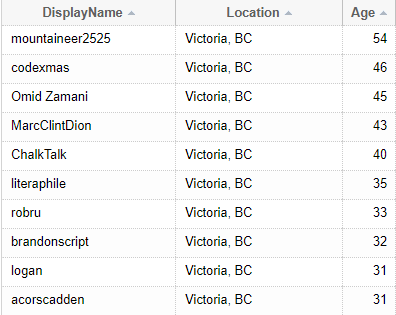 DisplayName Location Age
mountaineer2525 Victoria, BC 54
codexmas Victoria, BC 46
Omid Zamani Victoria, BC 45
MarcClintDion Victoria, BC 43
ChalkTalk Victoria, BC 40
literaphile Victoria, BC 35
robru Victoria, BC 33
brandonscript Victoria, BC 32
logan Victoria, BC 31
acorscadden Victoria, BC 31